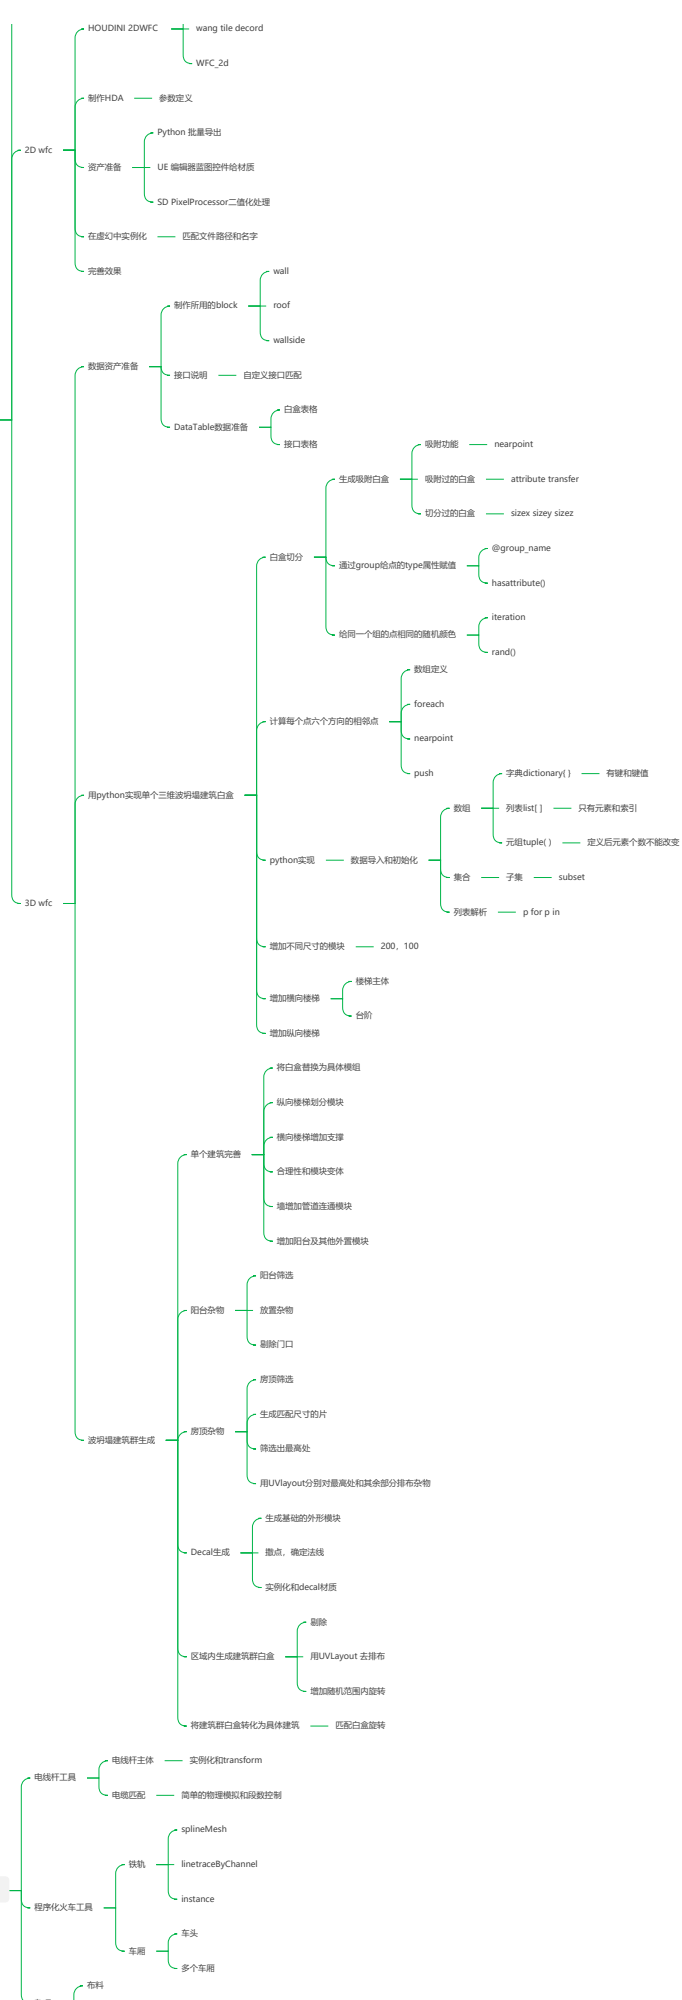 HOUDINI 2DWFC
wang tile decord
WFC_2d
制作HDA
参数定义
2D wfc
资产准备
Python 批量导出
UE 编辑器蓝图控件给材质
SD PixelProcessor二值化处理
在虚幻中实例化
匹配文件路径和名字
完善效果
3D wfc
数据资产准备
制作所用的block
wall
roof
wallside
接口说明
自定义接口匹配
DataTable数据准备
白盒表格
接口表格
用python实现单个三维波坍塌建筑白盒
白盒切分
生成吸附白盒
吸附功能
nearpoint
吸附过的白盒
attribute transfer
切分过的白盒
sizex sizey sizez
通过group给点的type属性赋值
@group_name
hasattribute()
给同一个组的点相同的随机颜色
iteration
rand()
计算每个点六个方向的相邻点
数组定义
foreach
nearpoint
push
python实现
数据导入和初始化
数组
字典dictionary{ }
有键和键值
列表list[ ]
只有元素和索引
元组tuple( )
定义后元素个数不能改变
集合
子集
subset
列表解析
p for p in
增加不同尺寸的模块
200，100
增加横向楼梯
楼梯主体
台阶
增加纵向楼梯
波坍塌建筑群生成
单个建筑完善
将白盒替换为具体模组
纵向楼梯划分模块
横向楼梯增加支撑
合理性和模块变体
墙增加管道连通模块
增加阳台及其他外置模块
阳台杂物
阳台筛选
放置杂物
剔除门口
房顶杂物
房顶筛选
生成匹配尺寸的片
筛选出最高处
用UVlayout分别对最高处和其余部分排布杂物
Decal生成
生成基础的外形模块
撒点，确定法线
实例化和decal材质
区域内生成建筑群白盒
剔除
用UVLayout 去排布
增加随机范围内旋转
将建筑群白盒转化为具体建筑
匹配白盒旋转
电线杆工具
电线杆主体
实例化和transform
电缆匹配
简单的物理模拟和段数控制
程序化火车工具
铁轨
splineMesh
linetraceByChannel
instance
车厢
车头
多个车厢
布料